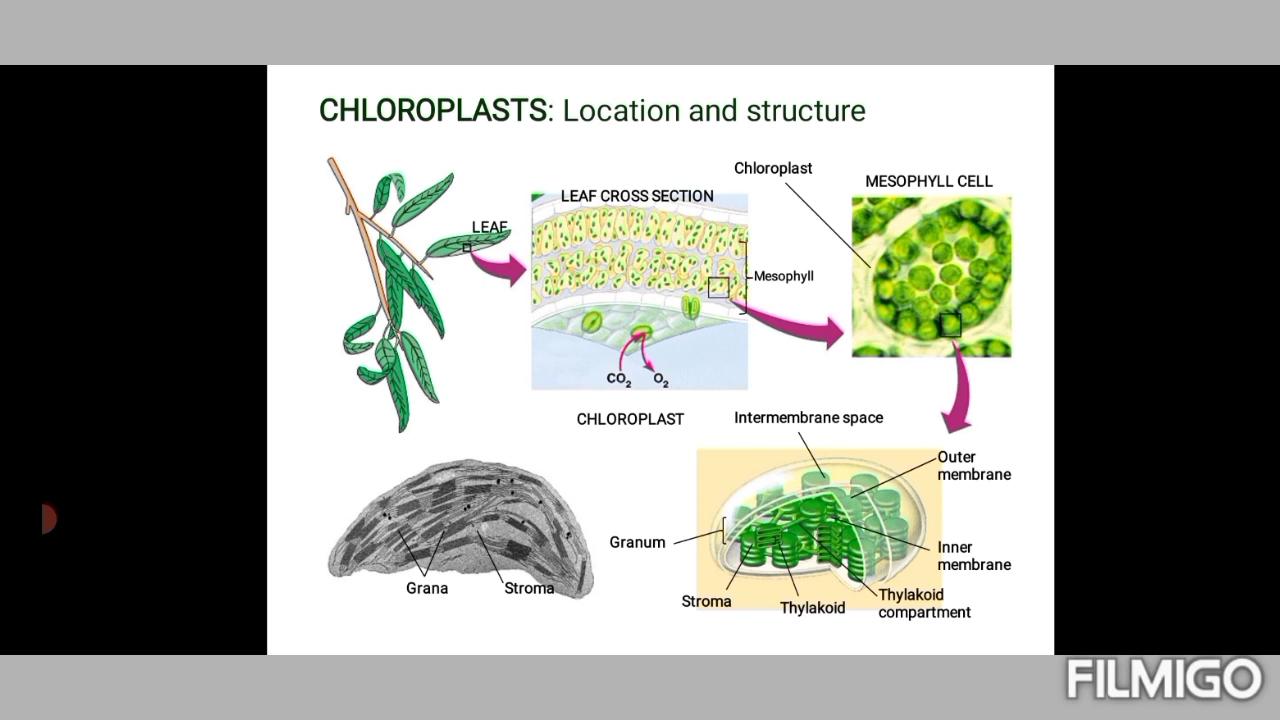 CHLOROPLASTS: Location and structure
Chloroplast
MESOPHYLL CELL
LEAF CROSS SECTION
LEAF
Mesophyll
CO₂
O₂
CHLOROPLAST
Intermembrane space
Outer
membrane
Granum
Inner
membrane
Grana
Stroma
Stroma
Thylakoid
Thylakoid
compartment
FILMIGO